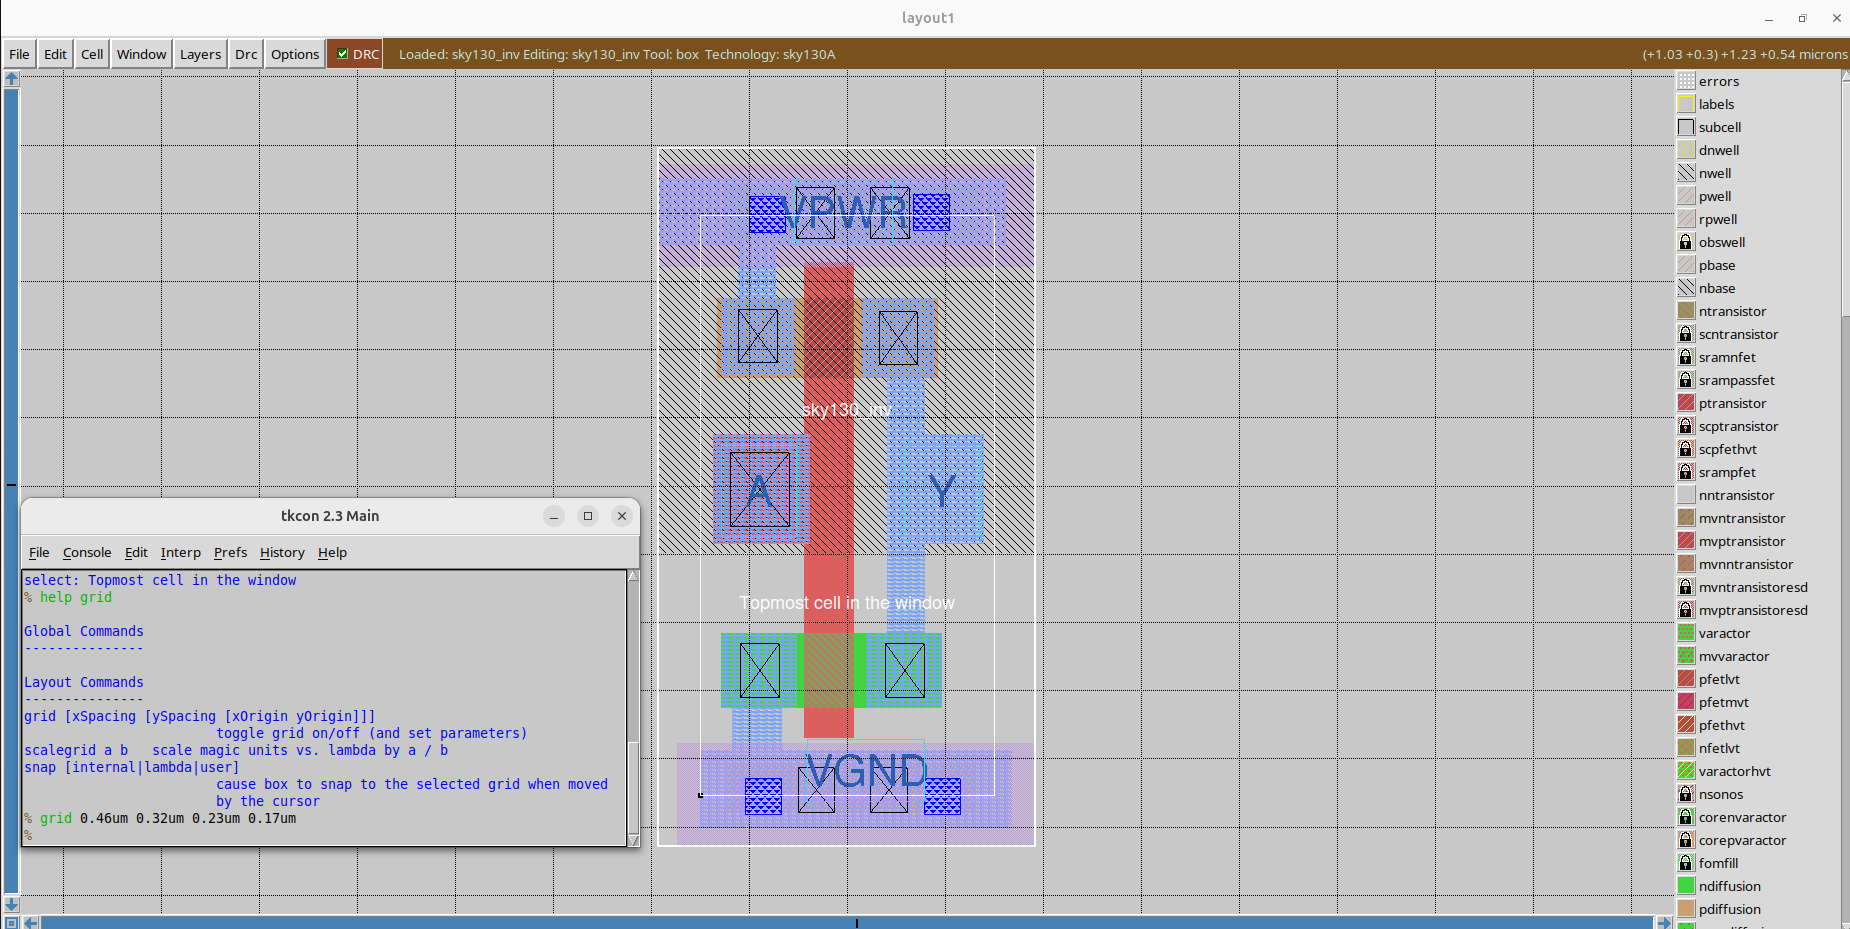 layout1
File Edit Cell Window Layers Drc Options DRC Loaded: sky130_inv Editing: sky130_inv Tool: box Technology: sky130A (+1.03 +0.3) +1.23 +0.54 microns
VPWR
sky130_inv
A
Y
Topmost cell in the window
VGND
tkcon 2.3 Main
File Console Edit Interp Prefs History Help
select: Topmost cell in the window
% help grid
Global Commands
---------------
Layout Commands
---------------
grid [xSpacing [ySpacing [xOrigin yOrigin]]]
toggle grid on/off (and set parameters)
scalegrid a b scale magic units vs. lambda by a / b
snap [internal|lambda|user]
cause box to snap to the selected grid when moved
by the cursor
% grid 0.46um 0.32um 0.23um 0.17um
%
errors
labels
subcell
dnwell
nwell
pwell
rpwell
obswell
pbase
nbase
ntransistor
scntransistor
sramnfet
srampassfet
ptransistor
scptransistor
scpfethvt
srampfet
nntransistor
mvntransistor
mvptransistor
mvnntransistor
mvntransistoresd
mvptransistoresd
varactor
mvvaractor
pfetlvt
pfetmvt
pfethvt
nfetlvt
varactorhvt
nsonos
corenvaractor
corepvaractor
fomfill
ndiffusion
pdiffusion